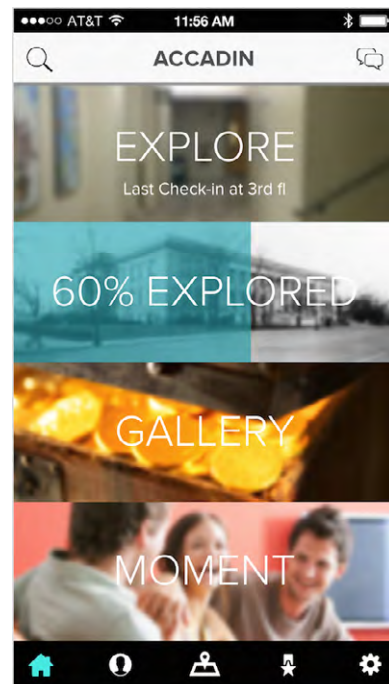 AT&T 11:56 AM
ACCADIN
EXPLORE
Last Check-in at 3rd fl
60% EXPLORED
GALLERY
MOMENT